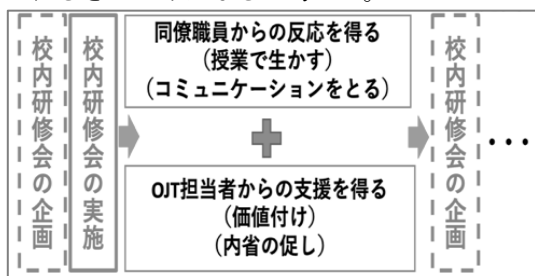 校内研修会の企画
校内研修会の実施
同僚職員からの反応を得る
(授業で生かす)
(コミュニケーションをとる)
OJT担当者からの支援を得る
(価値付け)
(内省の促し)
校内研修会の企画
・・・